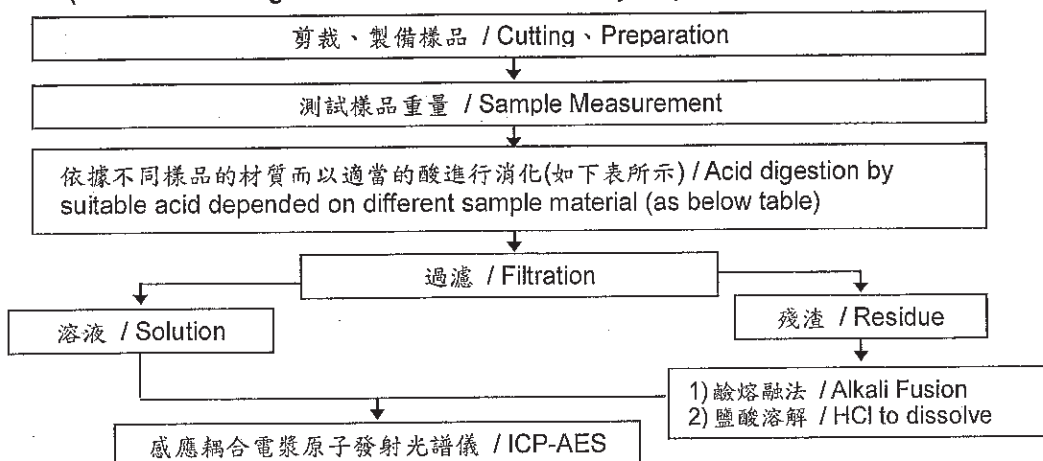 剪裁、製備樣品 / Cutting、Preparation
測試樣品重量 / Sample Measurement
依據不同樣品的材質而以適當的酸進行消化(如下表所示) / Acid digestion by
suitable acid depended on different sample material (as below table)
過濾 / Filtration
溶液 / Solution
殘渣 / Residue
1) 鹼熔融法 / Alkali Fusion
2) 鹽酸溶解 / HCl to dissolve
感應耦合電漿原子發射光譜儀 / ICP-AES